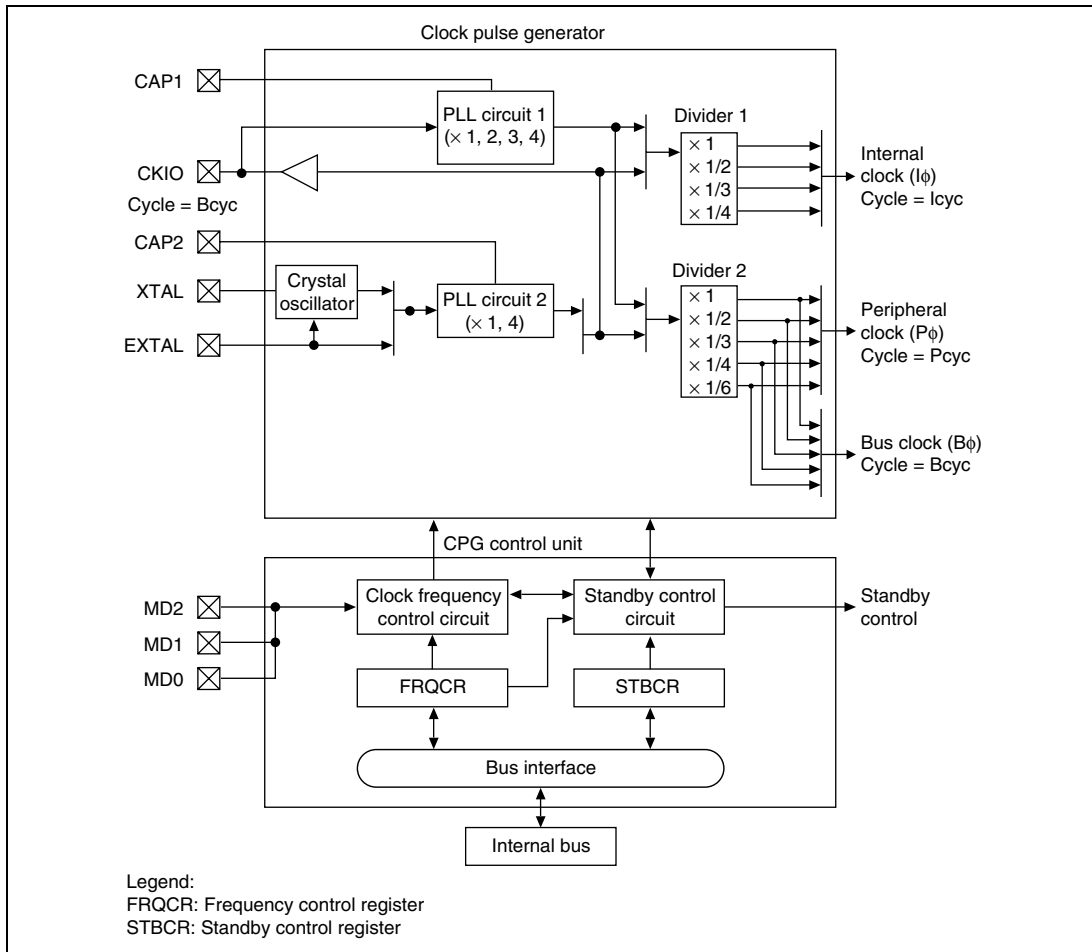 Clock pulse generator
CAP1
PLL circuit 1
(× 1, 2, 3, 4)
Divider 1
× 1
× 1/2
× 1/3
× 1/4
Internal
clock (Iφ)
Cycle = Icyc
CKIO
Cycle = Bcyc
CAP2
XTAL
Crystal
oscillator
EXTAL
PLL circuit 2
(× 1, 4)
Divider 2
× 1
× 1/2
× 1/3
× 1/4
× 1/6
Peripheral
clock (Pφ)
Cycle = Pcyc
Bus clock (Bφ)
Cycle = Bcyc
CPG control unit
MD2
MD1
MD0
Clock frequency
control circuit
Standby control
circuit
Standby
control
FRQCR
STBCR
Bus interface
Internal bus
Legend:
FRQCR: Frequency control register
STBCR: Standby control register